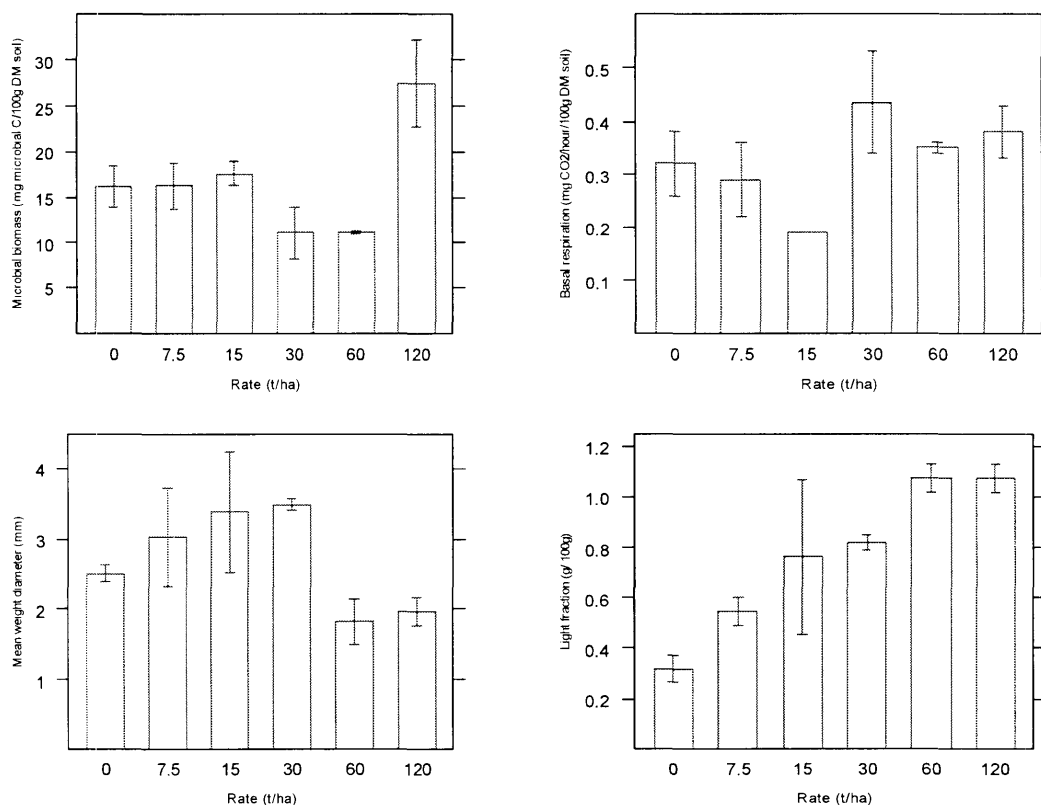 Microbial biomass (mg microbial C/100g DM soil)
30
25
20
15
10
5
0 7.5 15 30 60 120
Rate (t/ha)
Basal respiration (mg CO2/hour/100g DM soil)
0.5
0.4
0.3
0.2
0.1
0 7.5 15 30 60 120
Rate (t/ha)
Mean weight diameter (mm)
4
3
2
1
0 7.5 15 30 60 120
Rate (t/ha)
Light fraction (g/ 100g)
1.2
1.0
0.8
0.6
0.4
0.2
0 7.5 15 30 60 120
Rate (t/ha)